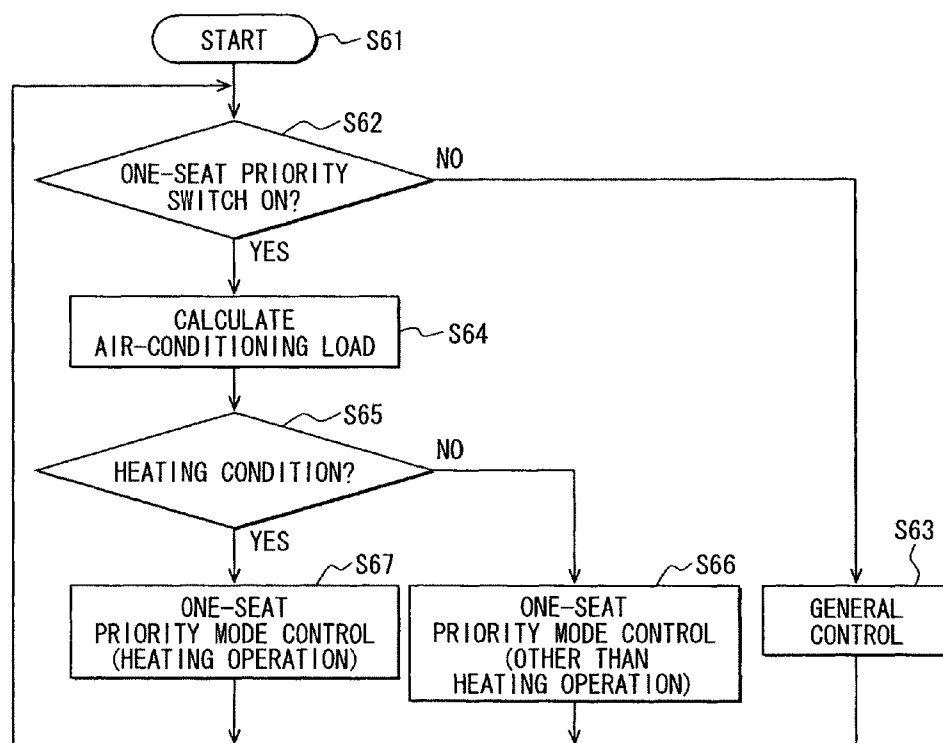 START
S61
S62
ONE-SEAT PRIORITY
SWITCH ON?
NO
YES
CALCULATE
AIR-CONDITIONING LOAD
S64
S65
HEATING CONDITION?
NO
YES
S67
ONE-SEAT
PRIORITY MODE CONTROL
(HEATING OPERATION)
S66
ONE-SEAT
PRIORITY MODE CONTROL
(OTHER THAN
HEATING OPERATION)
S63
GENERAL
CONTROL